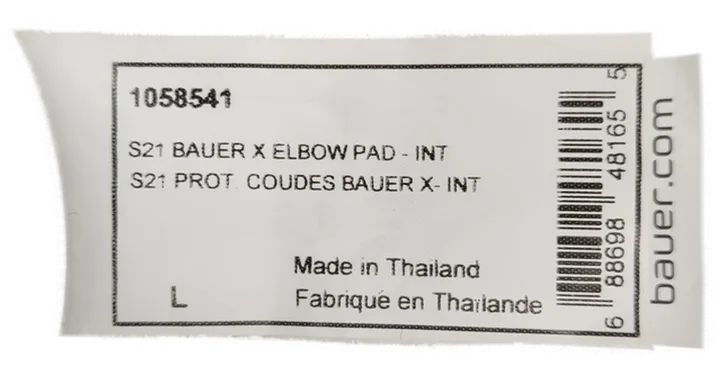 1058541
S21 BAUER X ELBOW PAD - INT
S21 PROT. COUDES BAUER X- INT
L
Made in Thailand
Fabriqué en Thaïlande
6 88698 48165 5
bauer.com